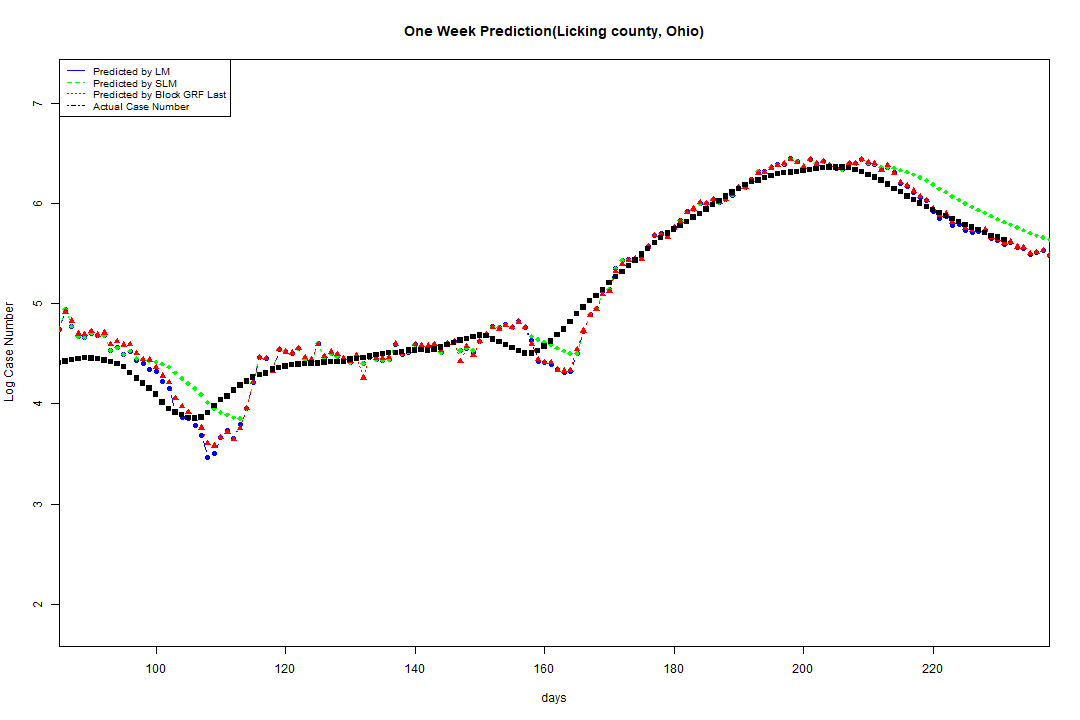 One Week Prediction(Licking county, Ohio)
Predicted by LM
Predicted by SLM
Predicted by Block GRF Last
Actual Case Number
7
6
5
4
3
2
Log Case Number
100 120 140 160 180 200 220
days